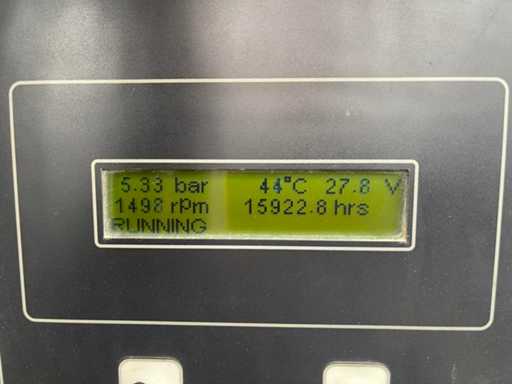 5.33 bar 44°C 27.8 V
1498 rpm 15922.8 hrs
RUNNING